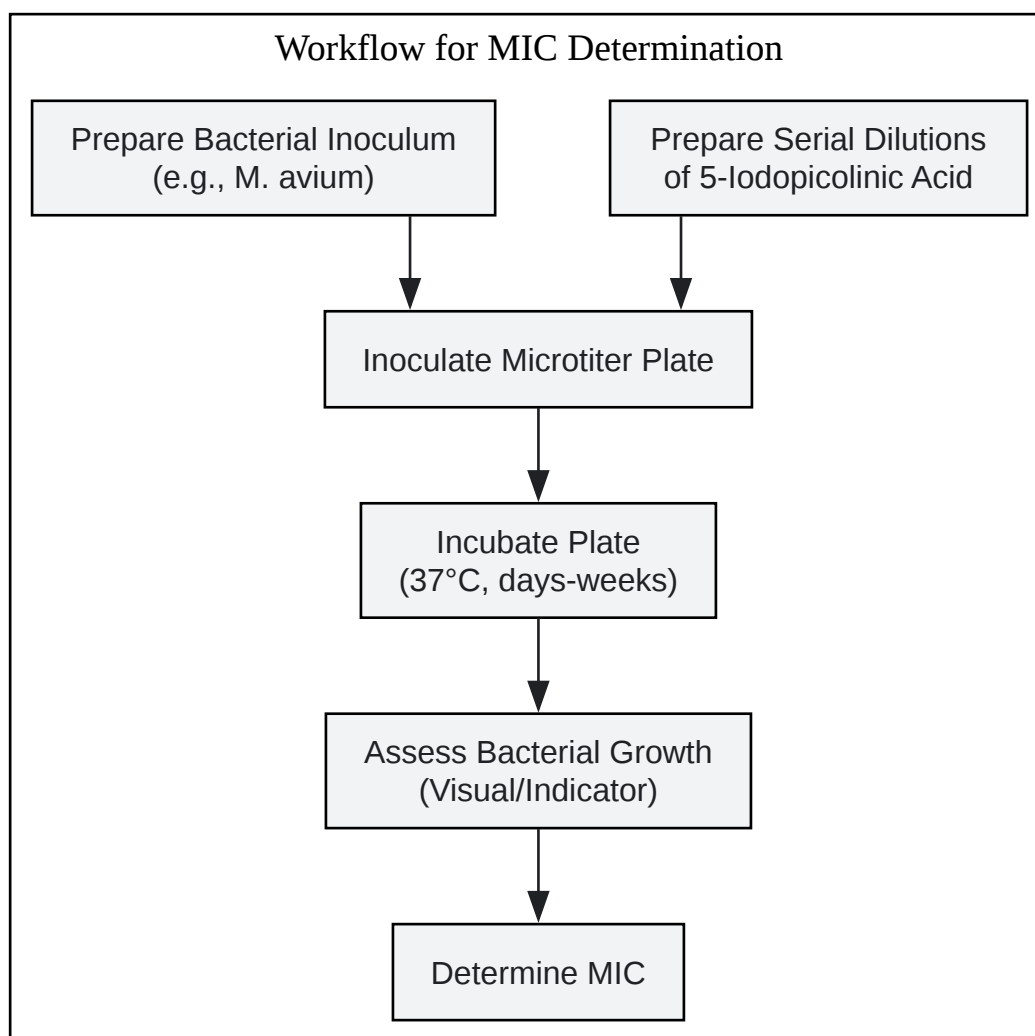 Workflow for MIC Determination
Prepare Bacterial Inoculum
(e.g., M. avium)
Prepare Serial Dilutions
of 5-Iodopicolinic Acid
Inoculate Microtiter Plate
Incubate Plate
(37°C, days-weeks)
Assess Bacterial Growth
(Visual/Indicator)
Determine MIC